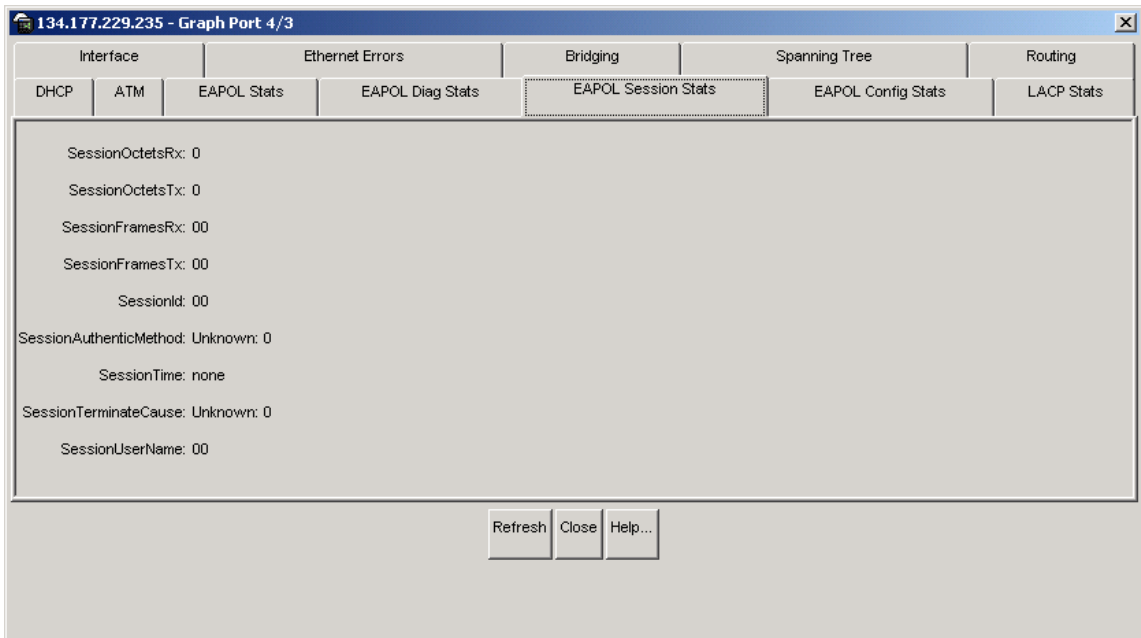 134.177.229.235 - Graph Port 4/3
Interface Ethernet Errors Bridging Spanning Tree Routing
DHCP ATM EAPOL Stats EAPOL Diag Stats EAPOL Session Stats EAPOL Config Stats LACP Stats
SessionOctetsRx: 0
SessionOctetsTx: 0
SessionFramesRx: 00
SessionFramesTx: 00
SessionId: 00
SessionAuthenticMethod: Unknown: 0
SessionTime: none
SessionTerminateCause: Unknown: 0
SessionUserName: 00
Refresh Close Help...